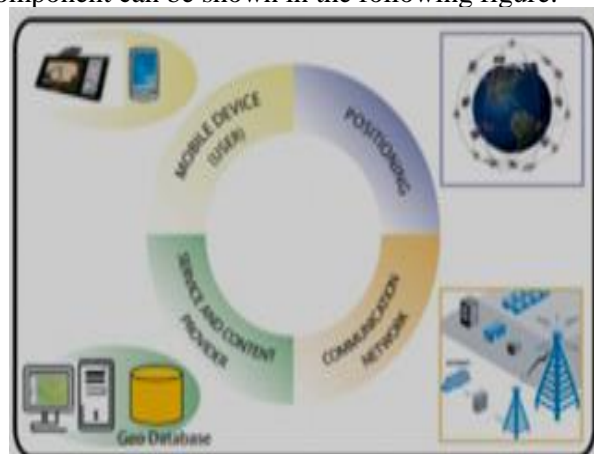 omponent can be shown in the following figure.
MOBILE DEVICE
(USER)
POSITIONING
SERVICE AND CONTENT
PROVIDER
COMMUNICATION
NETWORK
Geo Database